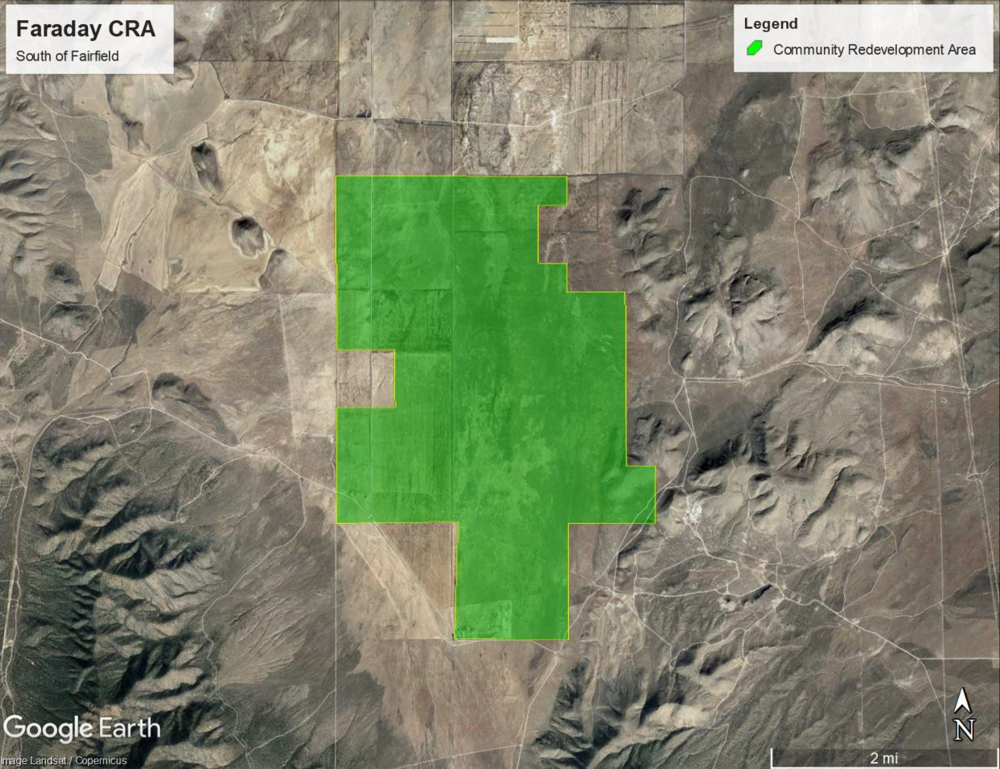 Faraday CRA
South of Fairfield
Legend
Community Redevelopment Area
Google Earth
N
Image Landsat / Copernicus
2 mi